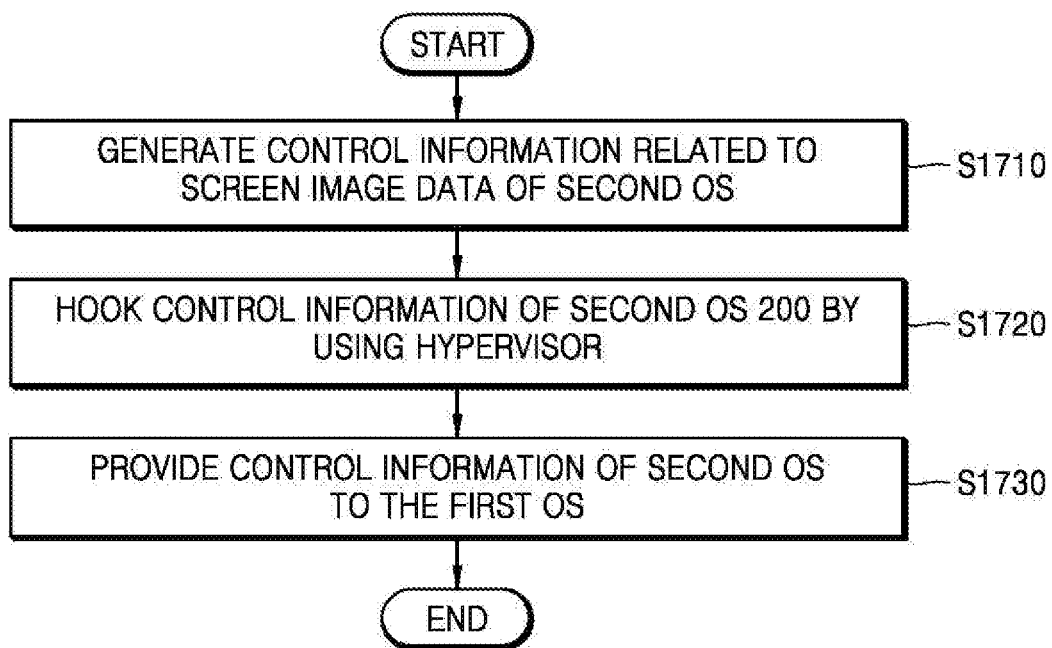 START
GENERATE CONTROL INFORMATION RELATED TO
SCREEN IMAGE DATA OF SECOND OS
S1710
HOOK CONTROL INFORMATION OF SECOND OS 200 BY
USING HYPERVISOR
S1720
PROVIDE CONTROL INFORMATION OF SECOND OS
TO THE FIRST OS
S1730
END